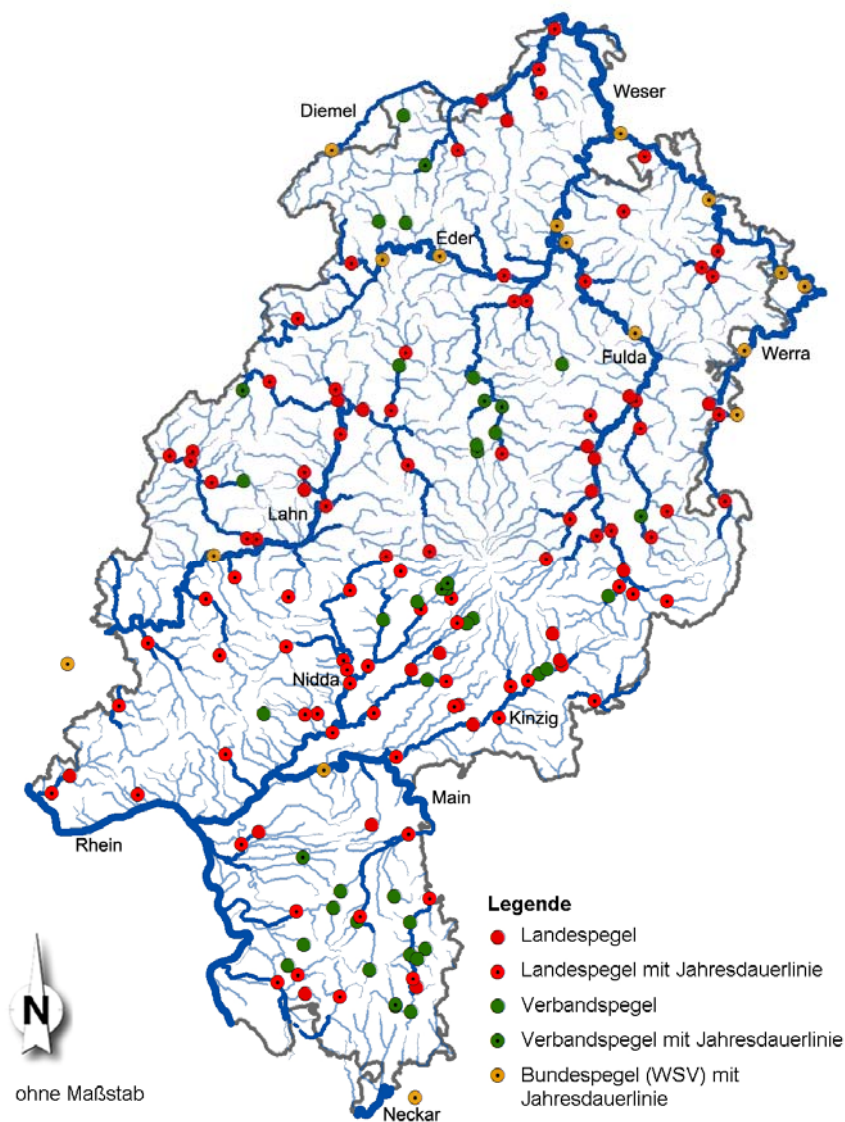 Weser
Diemel
Eder
Fulda
Werra
Lahn
Nidda
Kinzig
Main
Rhein
Legende
Landespegel
Landespegel mit Jahresdauerlinie
Verbandspegel
Verbandspegel mit Jahresdauerlinie
Bundespegel (WSV) mit
Jahresdauerlinie
N
ohne Maßstab
Neckar